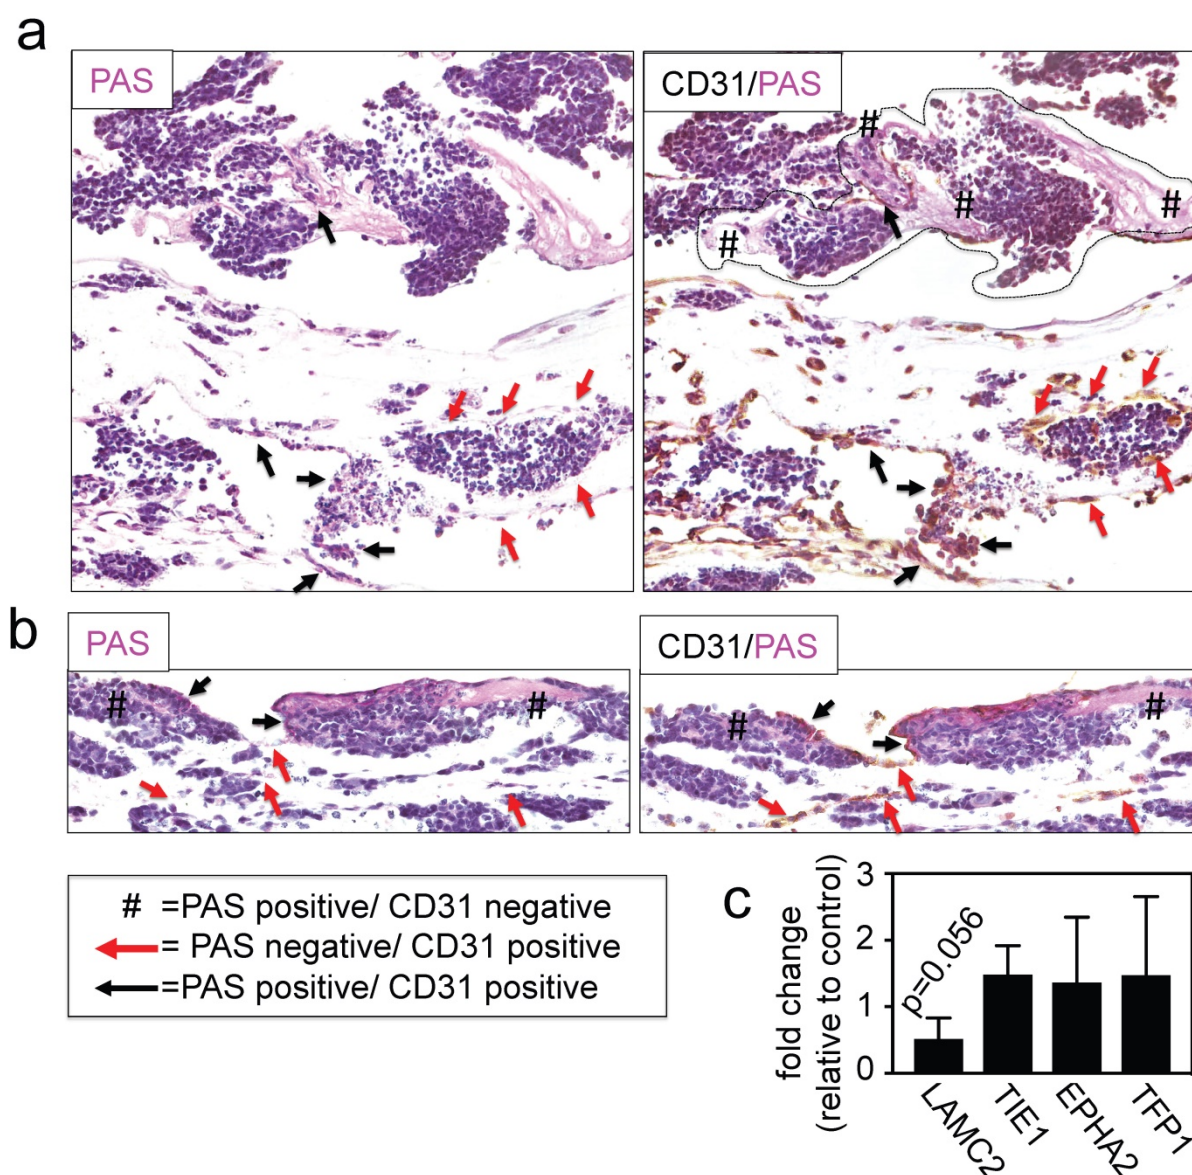 a
PAS
CD31/PAS
# # # #
b
PAS
CD31/PAS
# #
# #
# =PAS positive/ CD31 negative
= PAS negative/ CD31 positive
=PAS positive/ CD31 positive
c
fold change
(relative to control)
3
2
1
0
p=0.056
LAMC2
TIE1
EPHA2
TFP1